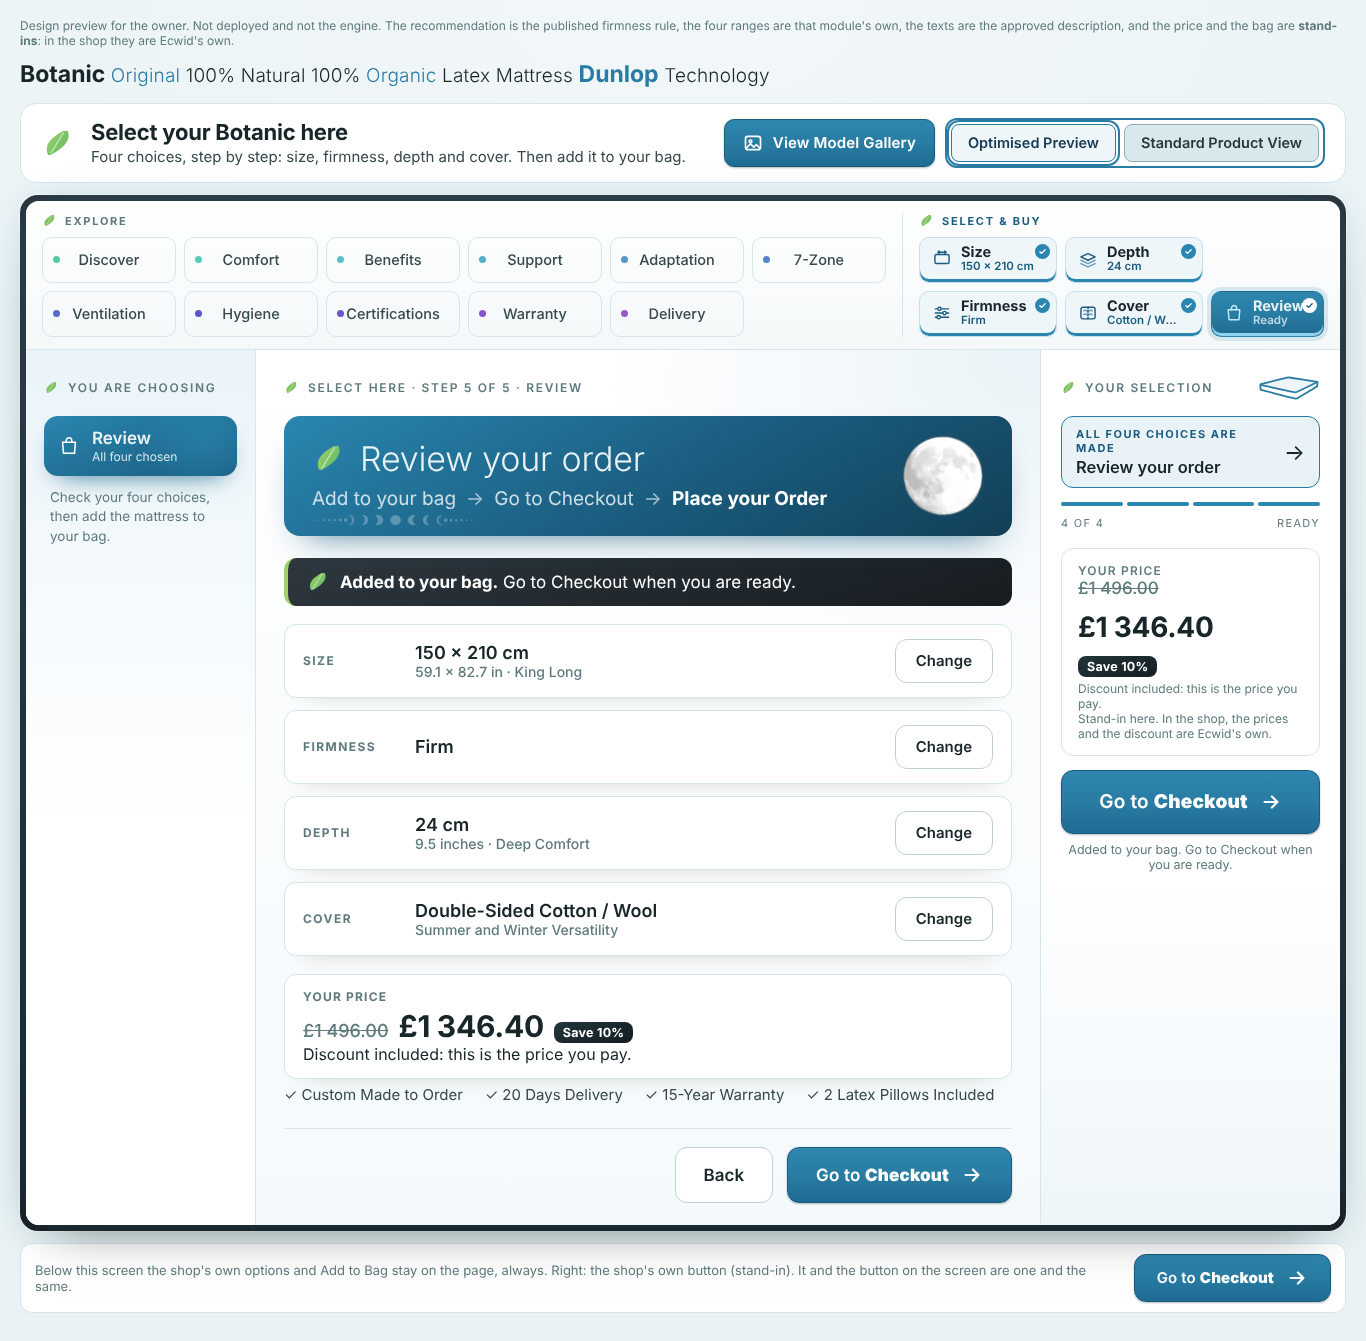 Design preview for the owner. Not deployed and not the engine. The recommendation is the published firmness rule, the four ranges are that module's own, the texts are the approved description, and the price and the bag are stand-
ins: in the shop they are Ecwid's own.
Botanic Original 100% Natural 100% Organic Latex Mattress Dunlop Technology
Select your Botanic here
Four choices, step by step: size, firmness, depth and cover. Then add it to your bag.
View Model Gallery
Optimised Preview
Standard Product View
EXPLORE
Discover
Comfort
Benefits
Support
Adaptation
7-Zone
Ventilation
Hygiene
Certifications
Warranty
Delivery
SELECT & BUY
Size
150 × 210 cm
Depth
24 cm
Firmness
Firm
Cover
Cotton / W...
Review
Ready
YOU ARE CHOOSING
Review
All four chosen
Check your four choices,
then add the mattress to
your bag.
SELECT HERE · STEP 5 OF 5 · REVIEW
Review your order
Add to your bag → Go to Checkout → Place your Order
Added to your bag. Go to Checkout when you are ready.
SIZE
150 × 210 cm
59.1 × 82.7 in · King Long
Change
FIRMNESS
Firm
Change
DEPTH
24 cm
9.5 inches · Deep Comfort
Change
COVER
Double-Sided Cotton / Wool
Summer and Winter Versatility
Change
YOUR PRICE
£1 496.00 £1 346.40 Save 10%
Discount included: this is the price you pay.
✓ Custom Made to Order ✓ 20 Days Delivery ✓ 15-Year Warranty ✓ 2 Latex Pillows Included
Back
Go to Checkout →
YOUR SELECTION
ALL FOUR CHOICES ARE
MADE
Review your order →
4 OF 4
READY
YOUR PRICE
£1 496.00
£1 346.40
Save 10%
Discount included: this is the price you
pay.
Stand-in here. In the shop, the prices
and the discount are Ecwid's own.
Go to Checkout →
Added to your bag. Go to Checkout when
you are ready.
Below this screen the shop's own options and Add to Bag stay on the page, always. Right: the shop's own button (stand-in). It and the button on the screen are one and the
same.
Go to Checkout →